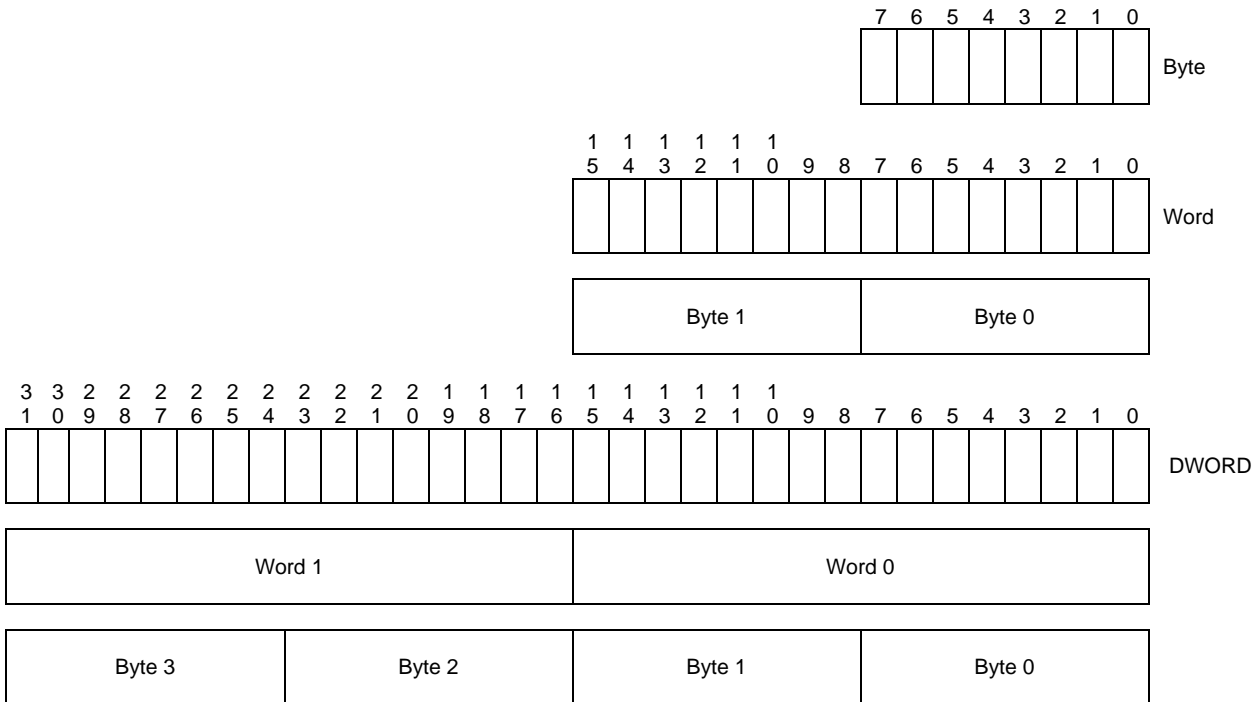 7 6 5 4 3 2 1 0
Byte
1 1 1 1 1 1
5 4 3 2 1 0 9 8 7 6 5 4 3 2 1 0
Word
Byte 1 Byte 0
3 3 2 2 2 2 2 2 2 2 2 2 1 1 1 1 1 1 1 1 1 1
1 0 9 8 7 6 5 4 3 2 1 0 9 8 7 6 5 4 3 2 1 0 9 8 7 6 5 4 3 2 1 0
DWORD
Word 1 Word 0
Byte 3 Byte 2 Byte 1 Byte 0